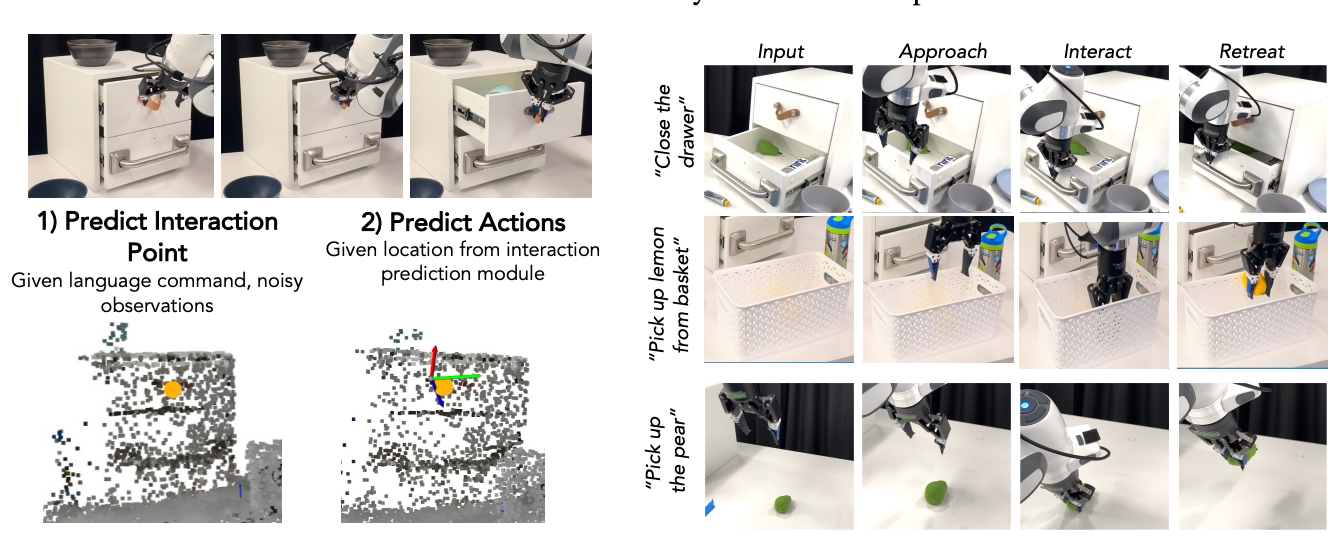 1) Predict Interaction
Point
Given language command, noisy
observations
2) Predict Actions
Given location from interaction
prediction module
Input
Approach
Interact
Retreat
“Close the
drawer”
“Pick up lemon
from basket”
“Pick up
the pear”